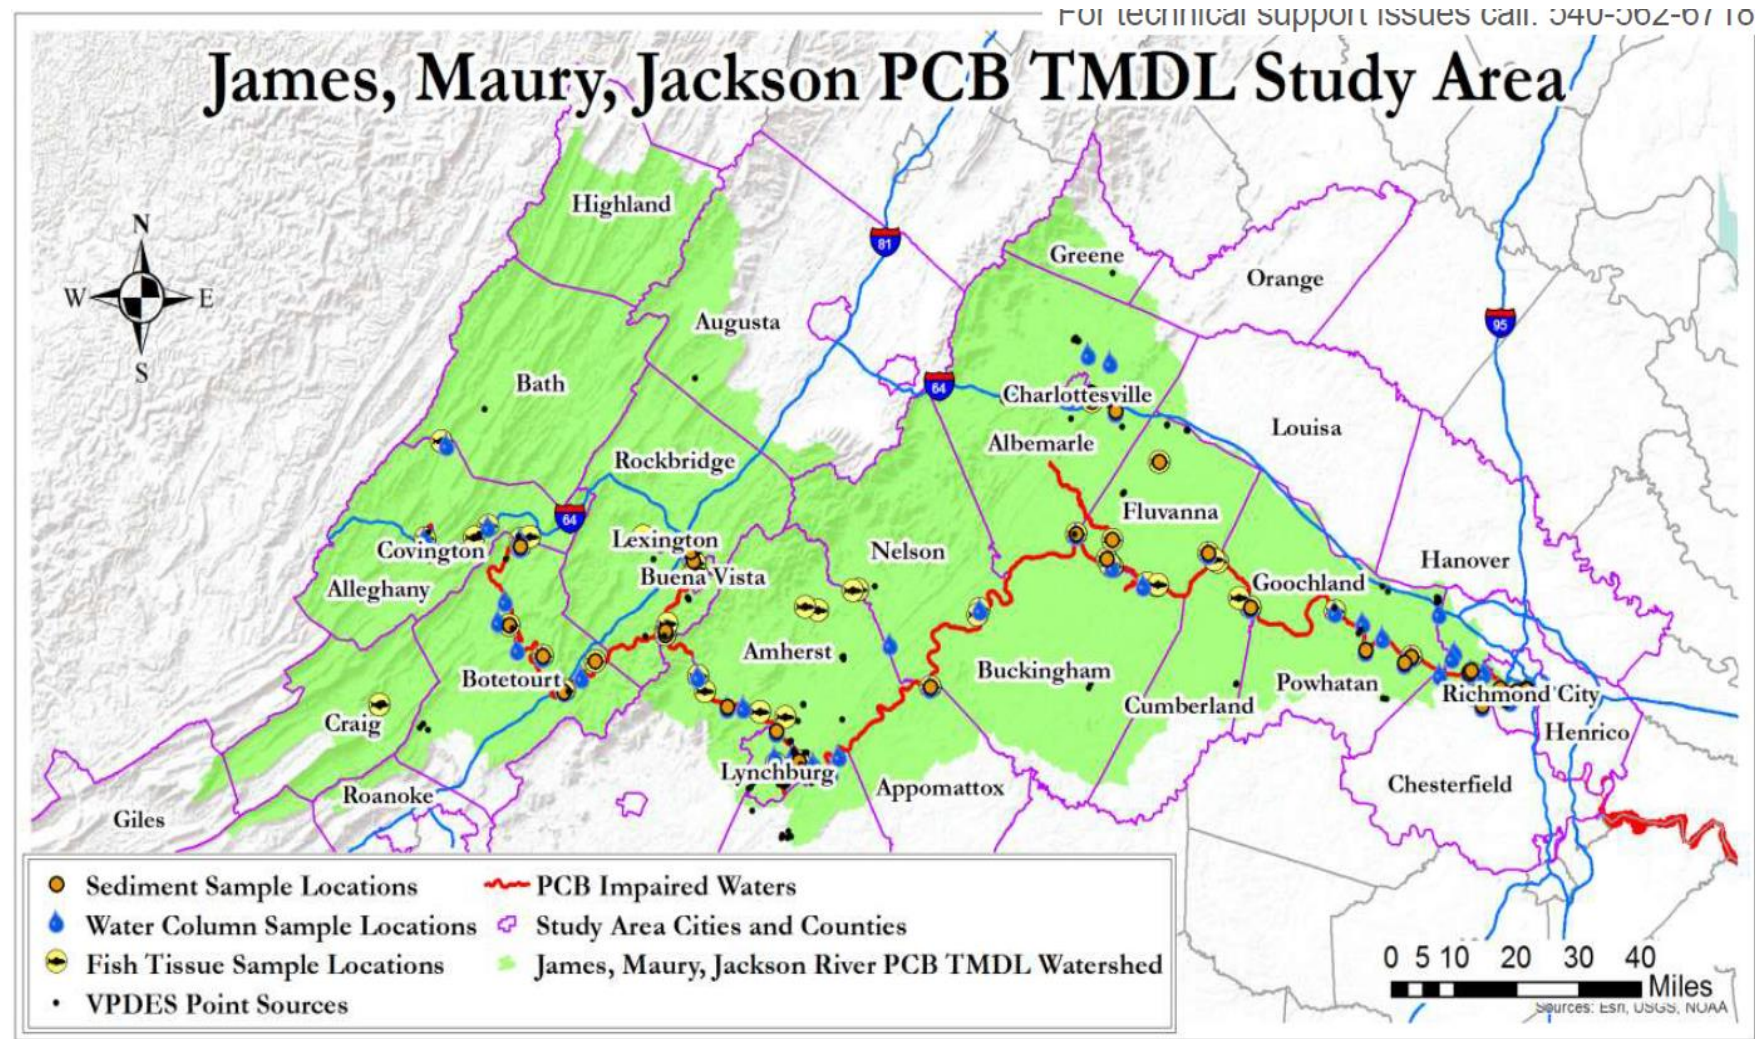 For technical support issues call: 540-562-6718
James, Maury, Jackson PCB TMDL Study Area
N
W E
S
Highland
81
Greene
Orange
Augusta
95
Bath
64
Charlottesville
Albemarle
Louisa
Rockbridge
64
Fluvanna
Covington
Lexington
Nelson
Hanover
Alleghany
Buena Vista
Goochland
Amherst
Botetourt
Buckingham
Powhatan
Richmond City
Cumberland
Craig
Henrico
Lynchburg
Appomattox
Chesterfield
Roanoke
Giles
Sediment Sample Locations
Water Column Sample Locations
Fish Tissue Sample Locations
VPDES Point Sources
PCB Impaired Waters
Study Area Cities and Counties
James, Maury, Jackson River PCB TMDL Watershed
0 5 10 20 30 40
Miles
Sources: Esri, USGS, NOAA